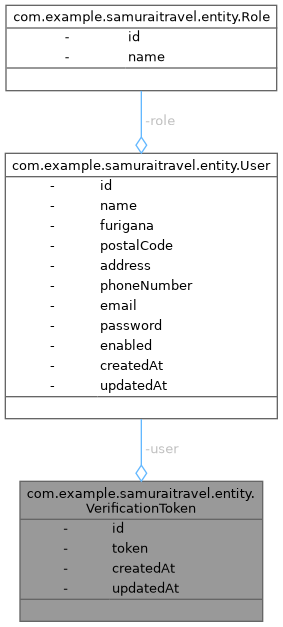 com.example.samuraitravel.entity.Role
- id
- name
-role
com.example.samuraitravel.entity.User
- id
- name
- furigana
- postalCode
- address
- phoneNumber
- email
- password
- enabled
- createdAt
- updatedAt
-user
com.example.samuraitravel.entity.
VerificationToken
- id
- token
- createdAt
- updatedAt